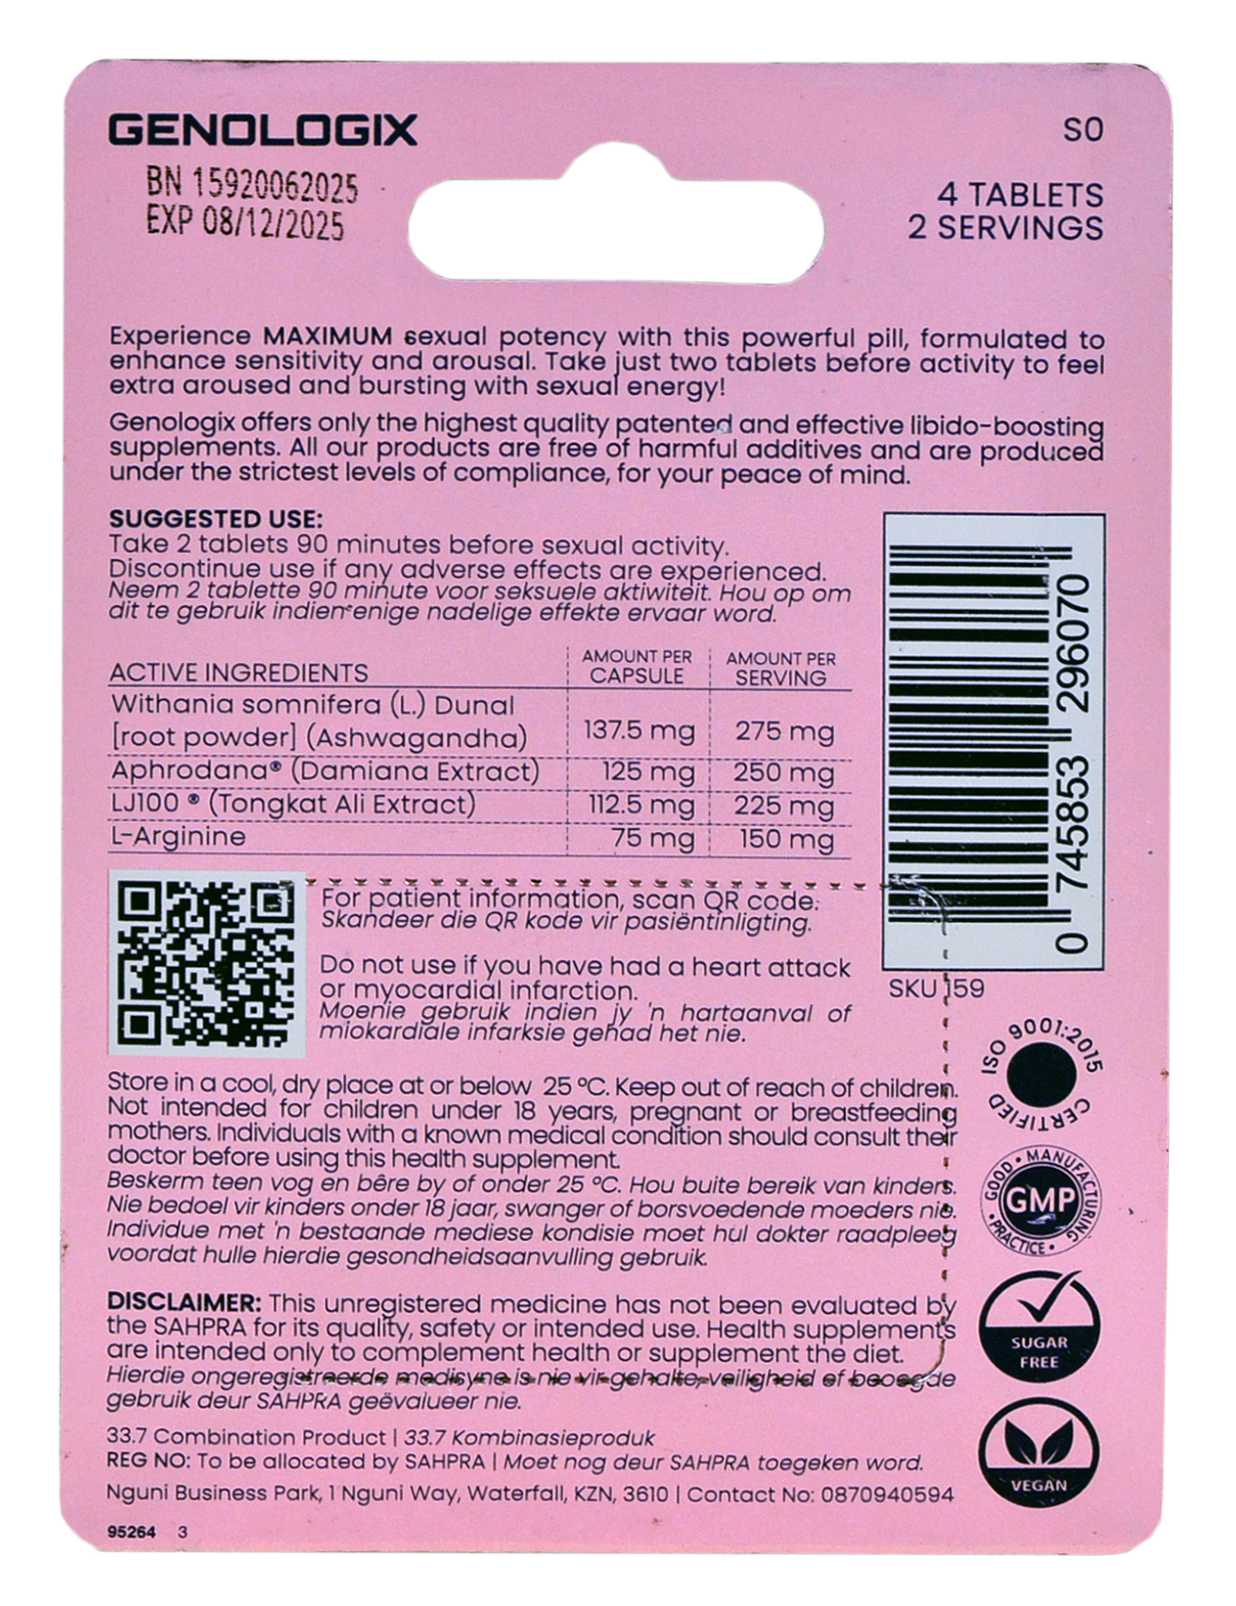 GENOLOGIX
S0
BN 15920062025
EXP 08/12/2025
4 TABLETS
2 SERVINGS
Experience MAXIMUM sexual potency with this powerful pill, formulated to
enhance sensitivity and arousal. Take just two tablets before activity to feel
extra aroused and bursting with sexual energy!
Genologix offers only the highest quality patented and effective libido-boosting
supplements. All our products are free of harmful additives and are produced
under the strictest levels of compliance, for your peace of mind.
SUGGESTED USE:
Take 2 tablets 90 minutes before sexual activity.
Discontinue use if any adverse effects are experienced.
Neem 2 tablette 90 minute voor seksuele aktiwiteit. Hou op om
dit te gebruik indien enige nadelige effekte ervaar word.
ACTIVE INGREDIENTS AMOUNT PER CAPSULE AMOUNT PER SERVING
Withania somnifera (L.) Dunal
[root powder] (Ashwagandha) 137.5 mg 275 mg
Aphrodana® (Damiana Extract) 125 mg 250 mg
LJ100 ® (Tongkat Ali Extract) 112.5 mg 225 mg
L-Arginine 75 mg 150 mg
0 745853 296070
SKU 159
For patient information, scan QR code.
Skandeer die QR kode vir pasiëntinligting.
Do not use if you have had a heart attack
or myocardial infarction.
Moenie gebruik indien jy 'n hartaanval of
miokardiale infarksie gehad het nie.
Store in a cool, dry place at or below 25 ºC. Keep out of reach of children.
Not intended for children under 18 years, pregnant or breastfeeding
mothers. Individuals with a known medical condition should consult their
doctor before using this health supplement.
Beskerm teen vog en bêre by of onder 25 ºC. Hou buite bereik van kinders.
Nie bedoel vir kinders onder 18 jaar, swanger of borsvoedende moeders nie.
Individue met 'n bestaande mediese kondisie moet hul dokter raadpleeg
voordat hulle hierdie gesondheidsaanvulling gebruik.
DISCLAIMER: This unregistered medicine has not been evaluated by
the SAHPRA for its quality, safety or intended use. Health supplements
are intended only to complement health or supplement the diet.
Hierdie ongeregistreerde medisyne is nie vir gehalte, veiligheid of beoogde
gebruik deur SAHPRA geëvalueer nie.
33.7 Combination Product | 33.7 Kombinasieproduk
REG NO: To be allocated by SAHPRA | Moet nog deur SAHPRA toegeken word.
Nguni Business Park, 1 Nguni Way, Waterfall, KZN, 3610 | Contact No: 0870940594
95264 3
ISO 9001:2015
CERTIFIED
GOOD • MANUFACTURING • PRACTICE •
GMP
SUGAR
FREE
VEGAN